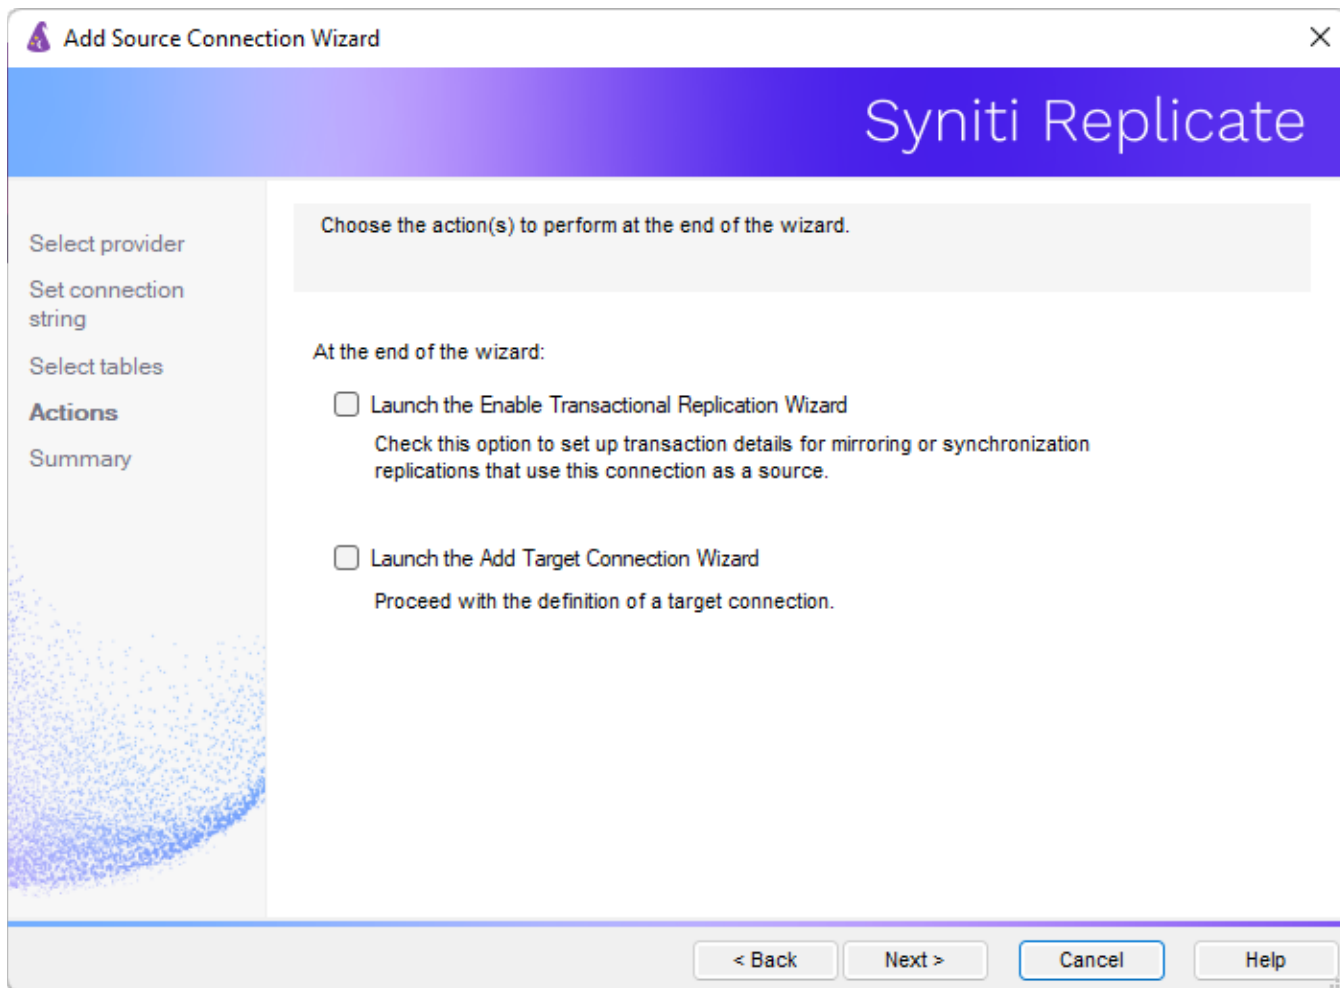 Add Source Connection Wizard
Syniti Replicate
Select provider
Set connection
string
Select tables
Actions
Summary
Choose the action(s) to perform at the end of the wizard.
At the end of the wizard:
Launch the Enable Transactional Replication Wizard
Check this option to set up transaction details for mirroring or synchronization
replications that use this connection as a source.
Launch the Add Target Connection Wizard
Proceed with the definition of a target connection.
< Back
Next >
Cancel
Help